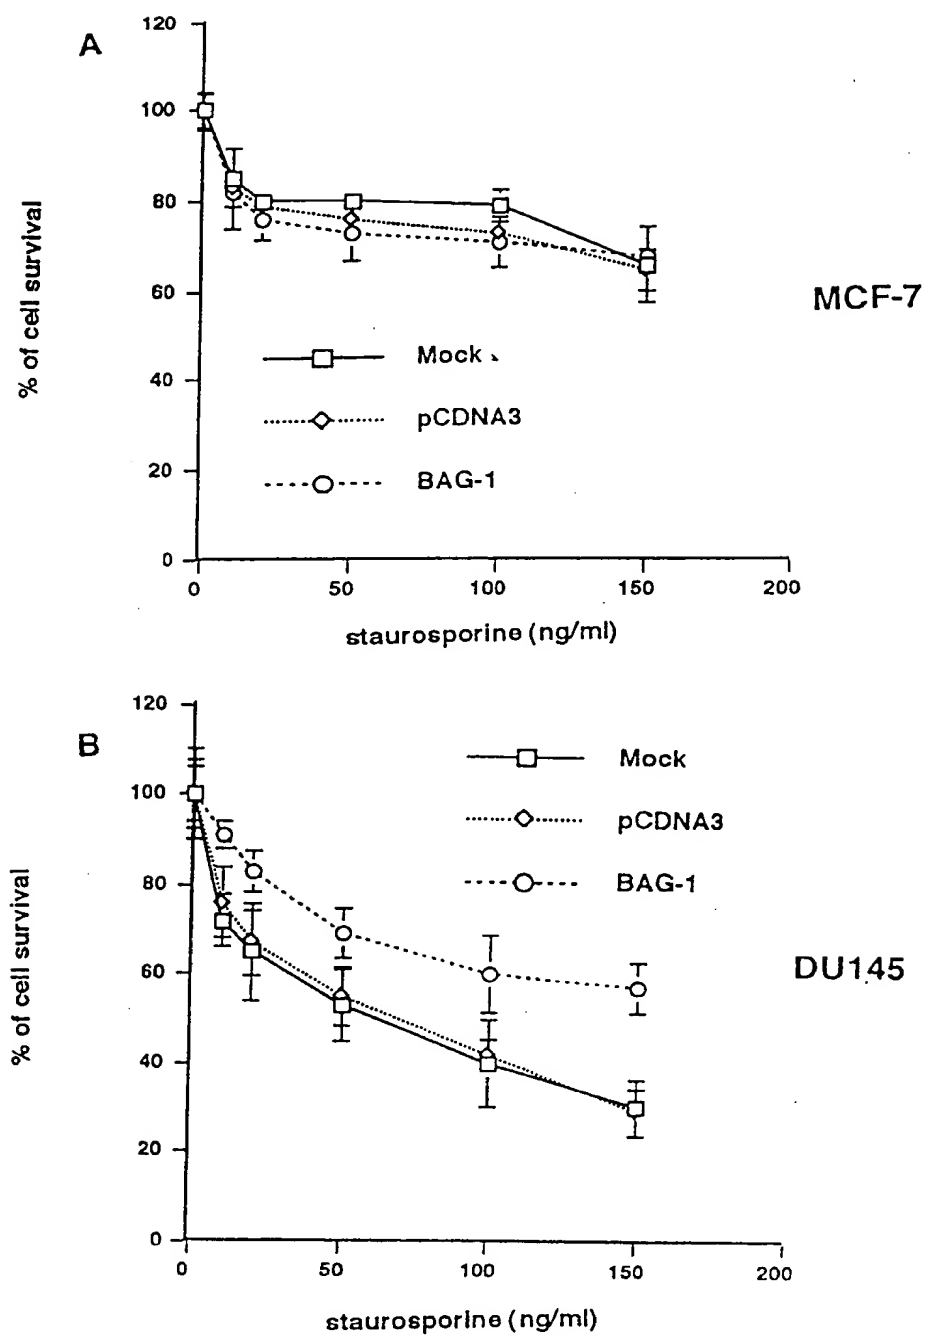 A
120
100
80
60
40
20
0
% of cell survival
Mock
pCDNA3
BAG-1
MCF-7
0 50 100 150 200
staurosporine (ng/ml)
B
120
100
80
60
40
20
0
% of cell survival
Mock
pCDNA3
BAG-1
DU145
0 50 100 150 200
staurosporine (ng/ml)